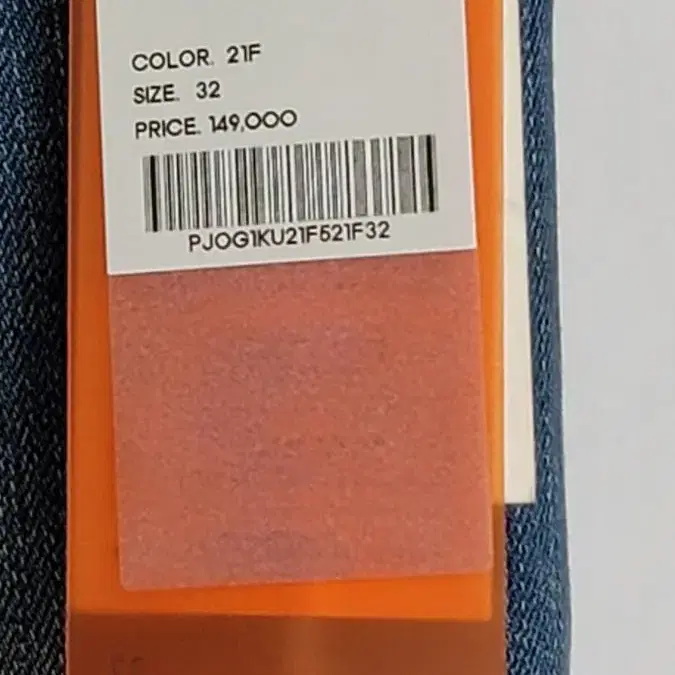 COLOR. 21F
SIZE. 32
PRICE. 149,000
PJOG1KU21F521F32